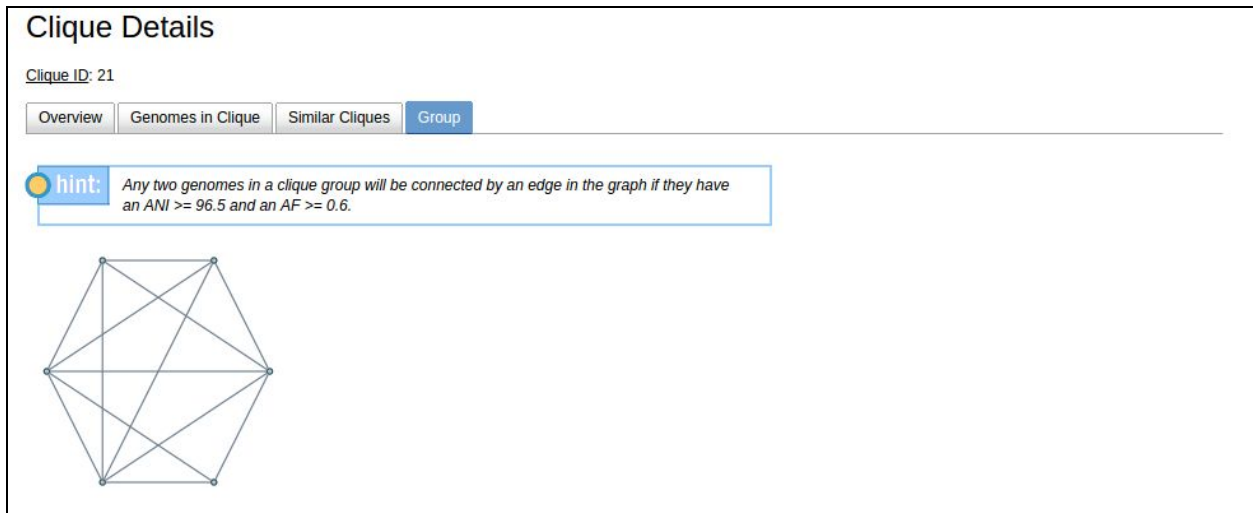 Clique Details
Clique ID: 21
Overview
Genomes in Clique
Similar Cliques
Group
hint:
Any two genomes in a clique group will be connected by an edge in the graph if they have
an ANI >= 96.5 and an AF >= 0.6.